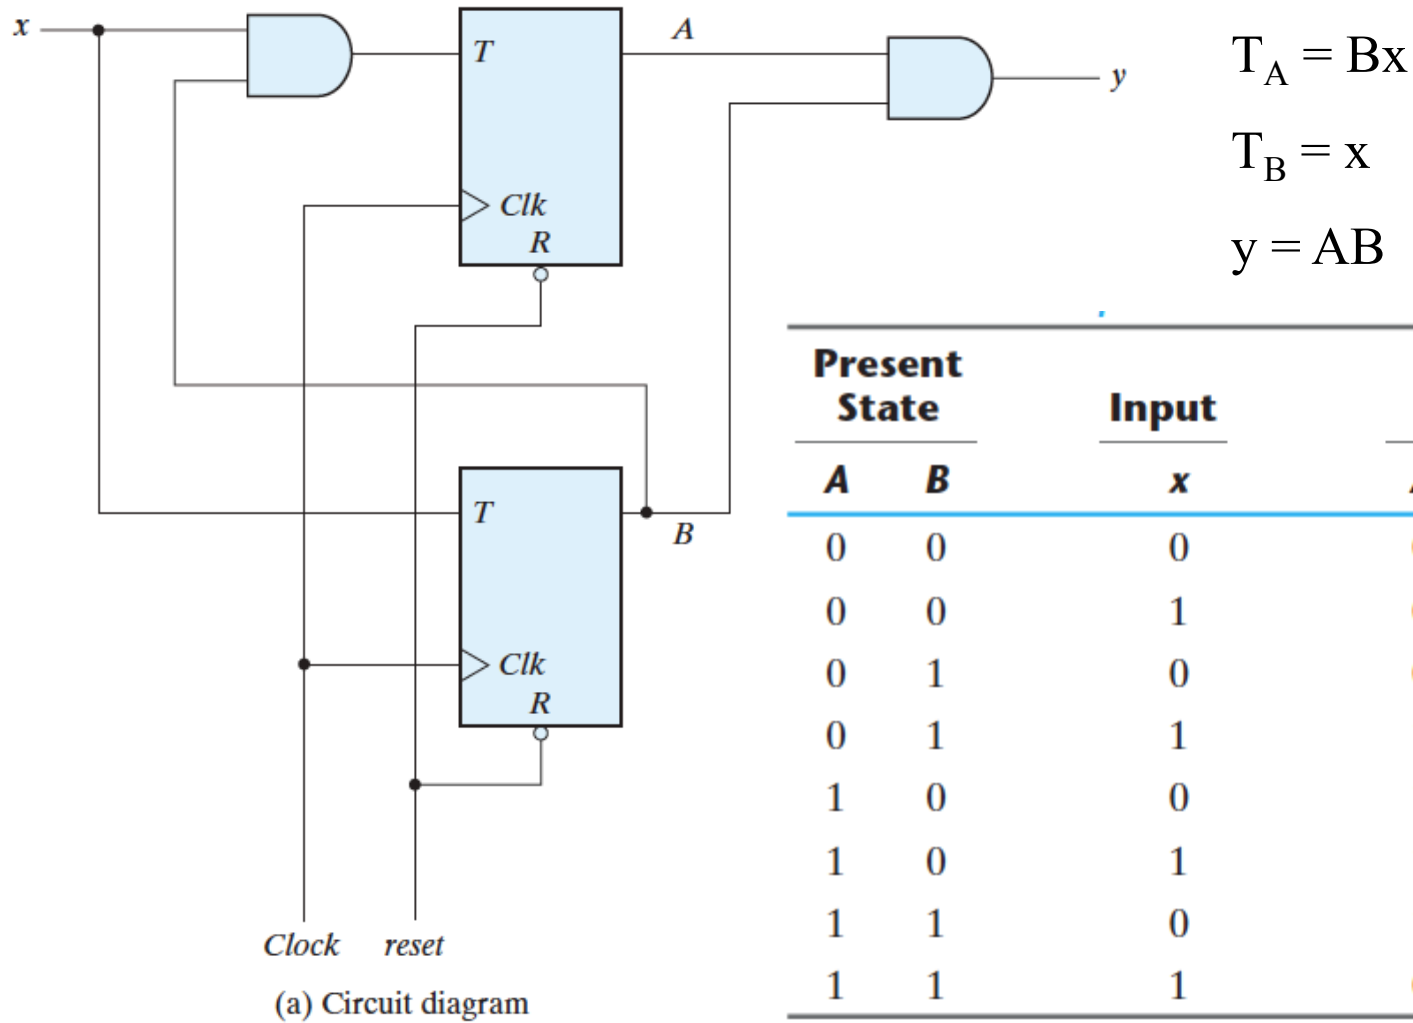 x
T
A
Clk
R
y
T_A = Bx
T_B = x
y = AB
T
B
Clk
R
Clock reset
(a) Circuit diagram
Present
State Input
A B x
0 0 0
0 0 1
0 1 0
0 1 1
1 0 0
1 0 1
1 1 0
1 1 1